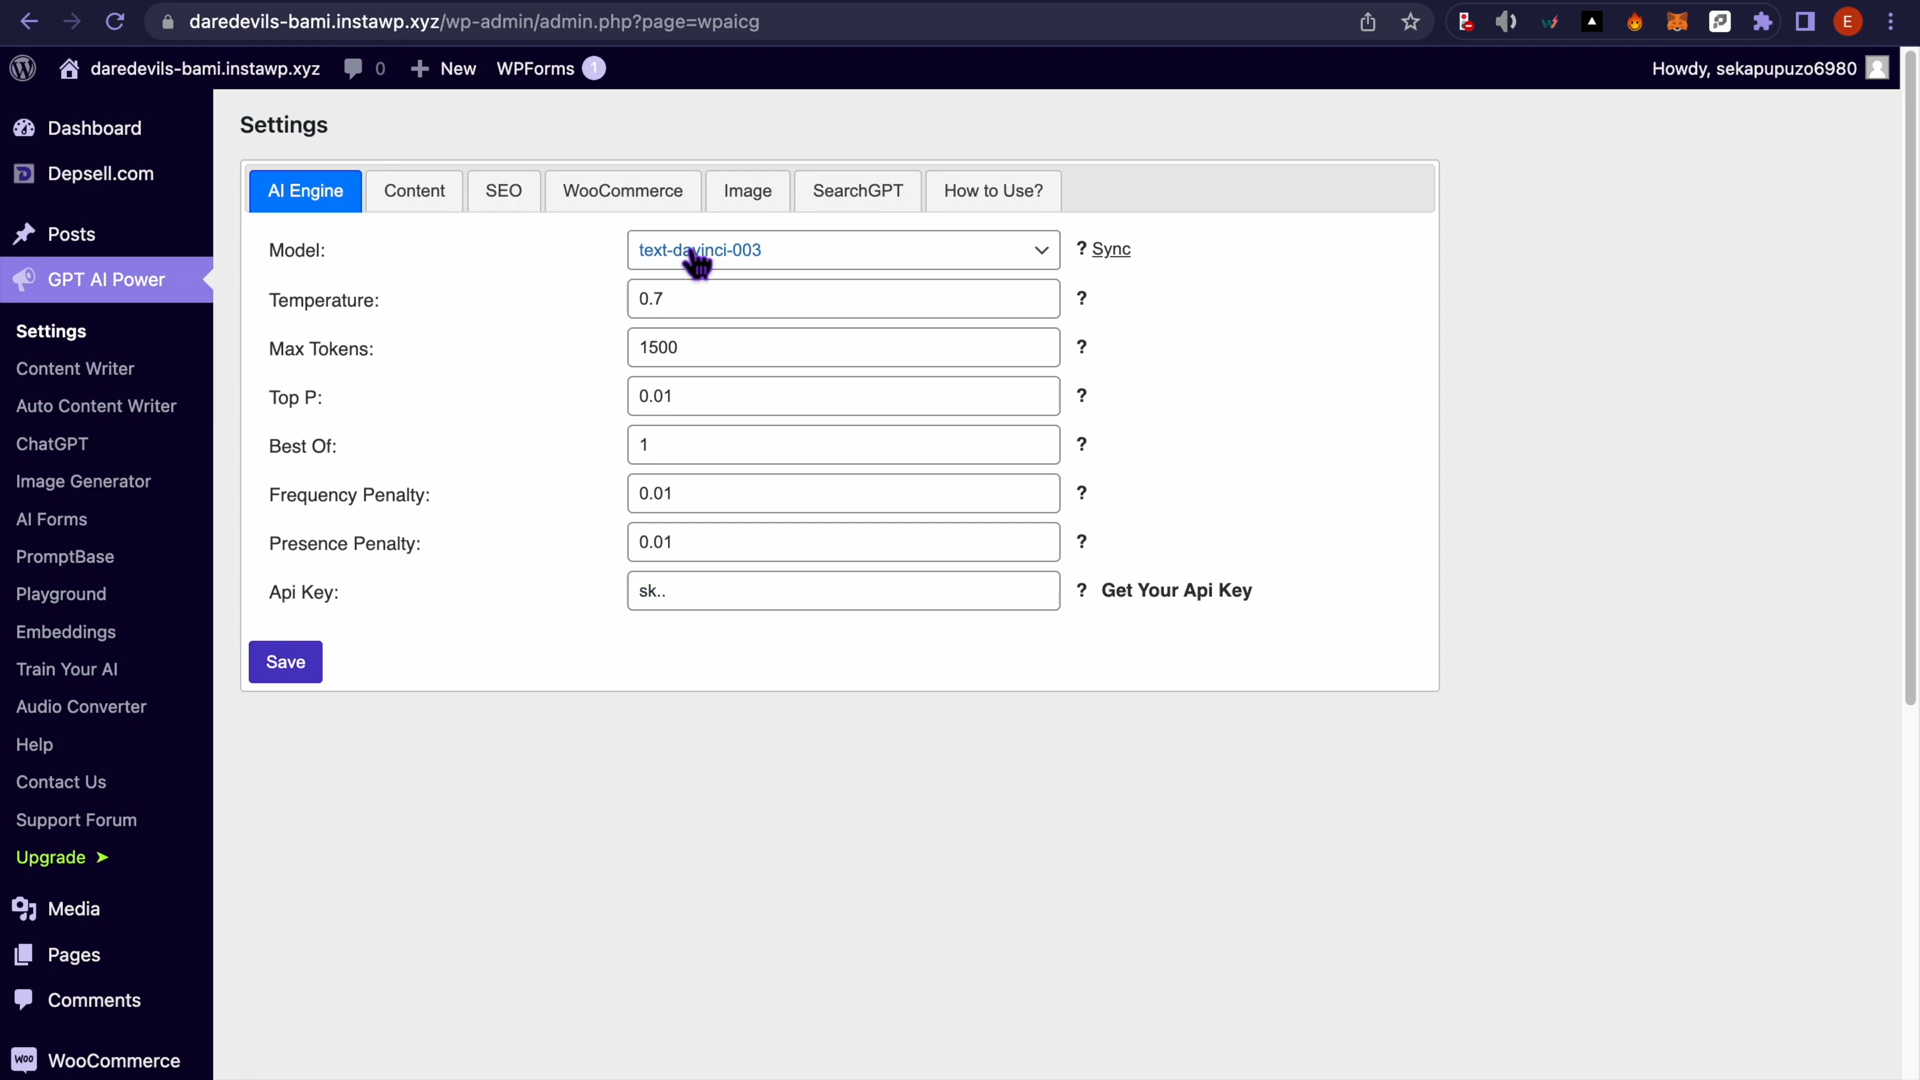 daredevils-bami.instawp.xyz/wp-admin/admin.php?page=wpaicg
E
daredevils-bami.instawp.xyz 0 New WPForms 1
Howdy, sekapupuzo6980
Dashboard
Depsell.com
Posts
GPT AI Power
Settings
Content Writer
Auto Content Writer
ChatGPT
Image Generator
AI Forms
PromptBase
Playground
Embeddings
Train Your AI
Audio Converter
Help
Contact Us
Support Forum
Upgrade ➤
Media
Pages
Comments
Woo WooCommerce
Settings
AI Engine Content SEO WooCommerce Image SearchGPT How to Use?
Model: text-davinci-003 ? Sync
Temperature: 0.7 ?
Max Tokens: 1500 ?
Top P: 0.01 ?
Best Of: 1 ?
Frequency Penalty: 0.01 ?
Presence Penalty: 0.01 ?
Api Key: sk.. ? Get Your Api Key
Save